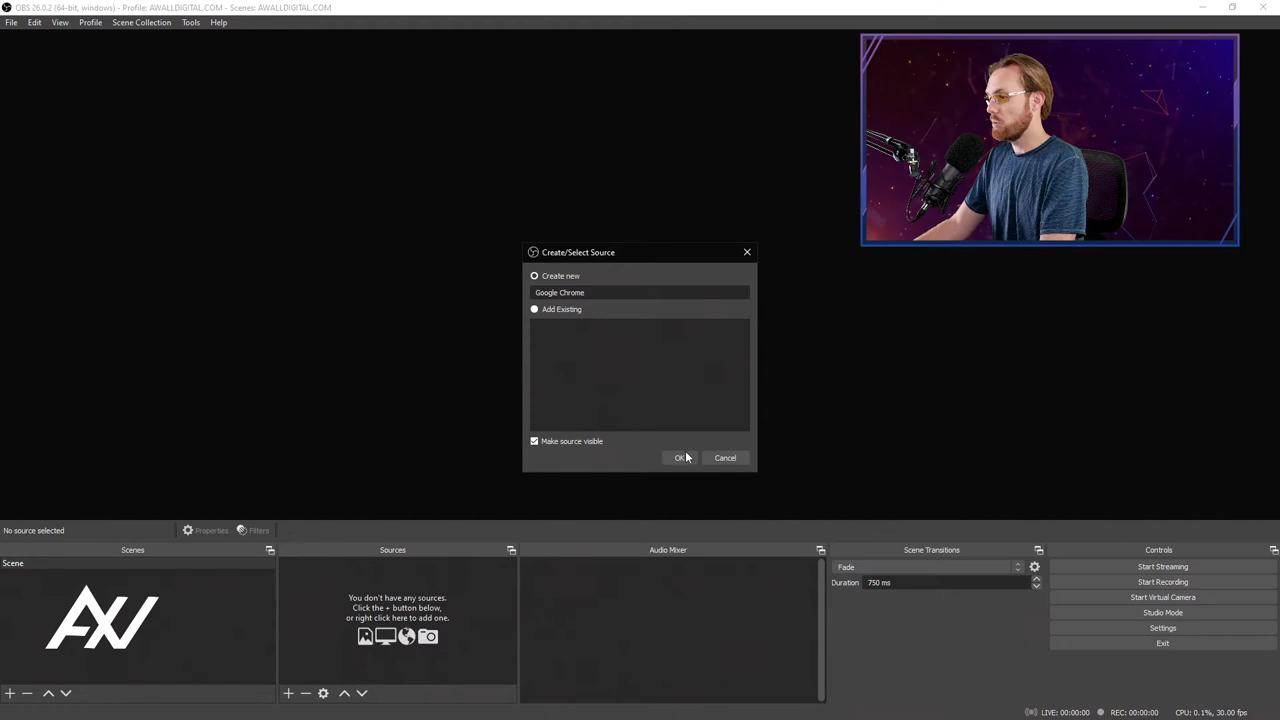 OBS 26.0.2 (64-bit, windows) - Profile: AWALLDIGITAL.COM - Scenes: AWALLDIGITAL.COM
File Edit View Profile Scene Collection Tools Help
Create/Select Source
Create new
Google Chrome
Add Existing
Make source visible
OK Cancel
No source selected Properties Filters
Scenes Sources Audio Mixer Scene Transitions Controls
Scene
Fade
Duration 750 ms
You don't have any sources.
Click the + button below,
or right click here to add one.
AW
Start Streaming
Start Recording
Start Virtual Camera
Studio Mode
Settings
Exit
LIVE: 00:00:00 REC: 00:00:00 CPU: 0.1%, 30.00 fps